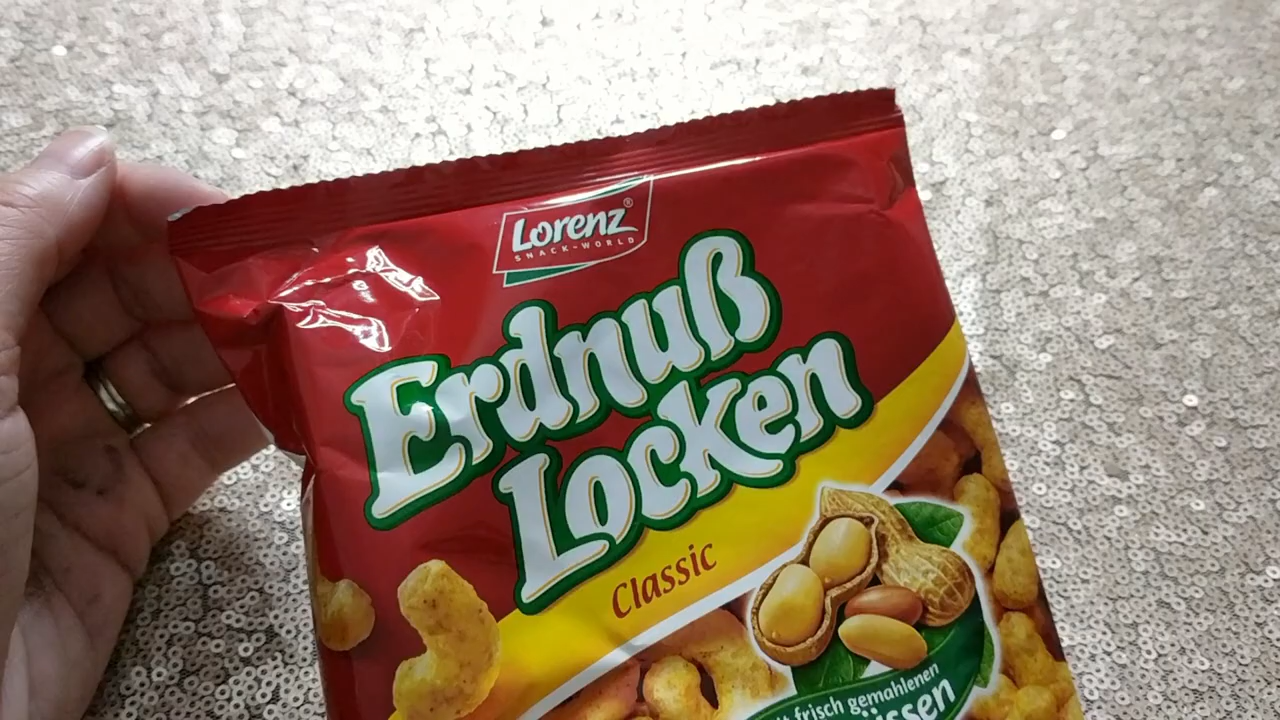 Lorenz®
SNACK-WORLD
Erdnuß
Locken
Classic
frisch gemahlenen